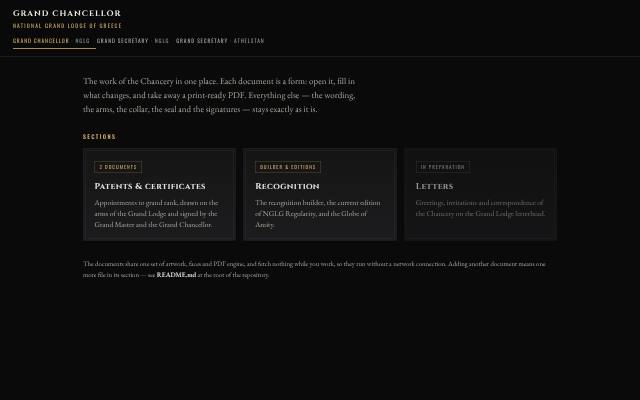 GRAND CHANCELLOR
NATIONAL GRAND LODGE OF GREECE
GRAND CHANCELLOR · NGLG GRAND SECRETARY · NGLG GRAND SECRETARY · ATHELSTAN
The work of the Chancery in one place. Each document is a form: open it, fill in
what changes, and take away a print-ready PDF. Everything else — the wording,
the arms, the collar, the seal and the signatures — stays exactly as it is.
SECTIONS
2 DOCUMENTS
Patents & certificates
Appointments to grand rank, drawn on the
arms of the Grand Lodge and signed by the
Grand Master and the Grand Chancellor.
BUILDER & EDITIONS
Recognition
The recognition builder, the current edition
of NGLG Regularity, and the Globe of
Amity.
IN PREPARATION
Letters
Greetings, invitations and correspondence of
the Chancery on the Grand Lodge letterhead.
The documents share one set of artwork, faces and PDF engine, and fetch nothing while you work, so they run without a network connection. Adding another document means one
more file in its section — see README.md at the root of the repository.